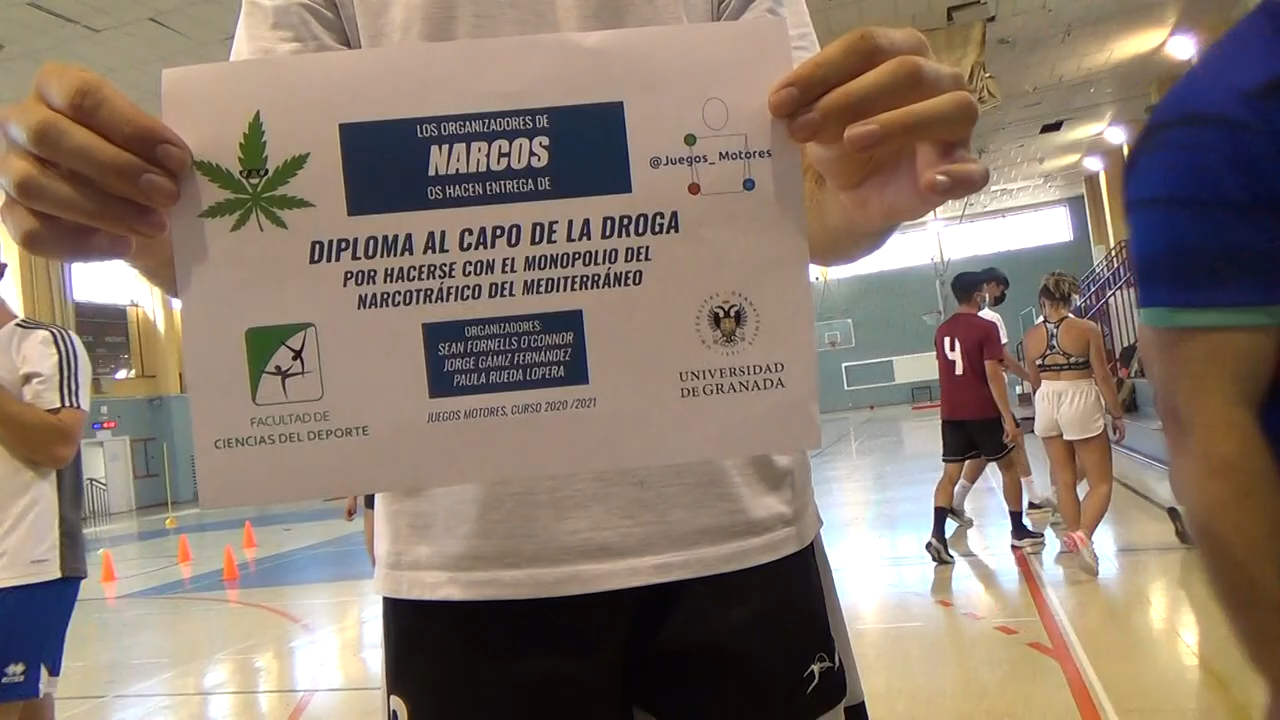 LOS ORGANIZADORES DE
NARCOS
OS HACEN ENTREGA DE
@Juegos_Motores
DIPLOMA AL CAPO DE LA DROGA
POR HACERSE CON EL MONOPOLIO DEL
NARCOTRÁFICO DEL MEDITERRÁNEO
ORGANIZADORES:
SEAN FORNELLS O'CONNOR
JORGE GÁMIZ FERNÁNDEZ
PAULA RUEDA LOPERA
JUEGOS MOTORES, CURSO 2020 /2021
FACULTAD DE
CIENCIAS DEL DEPORTE
UNIVERSIDAD
DE GRANADA
4